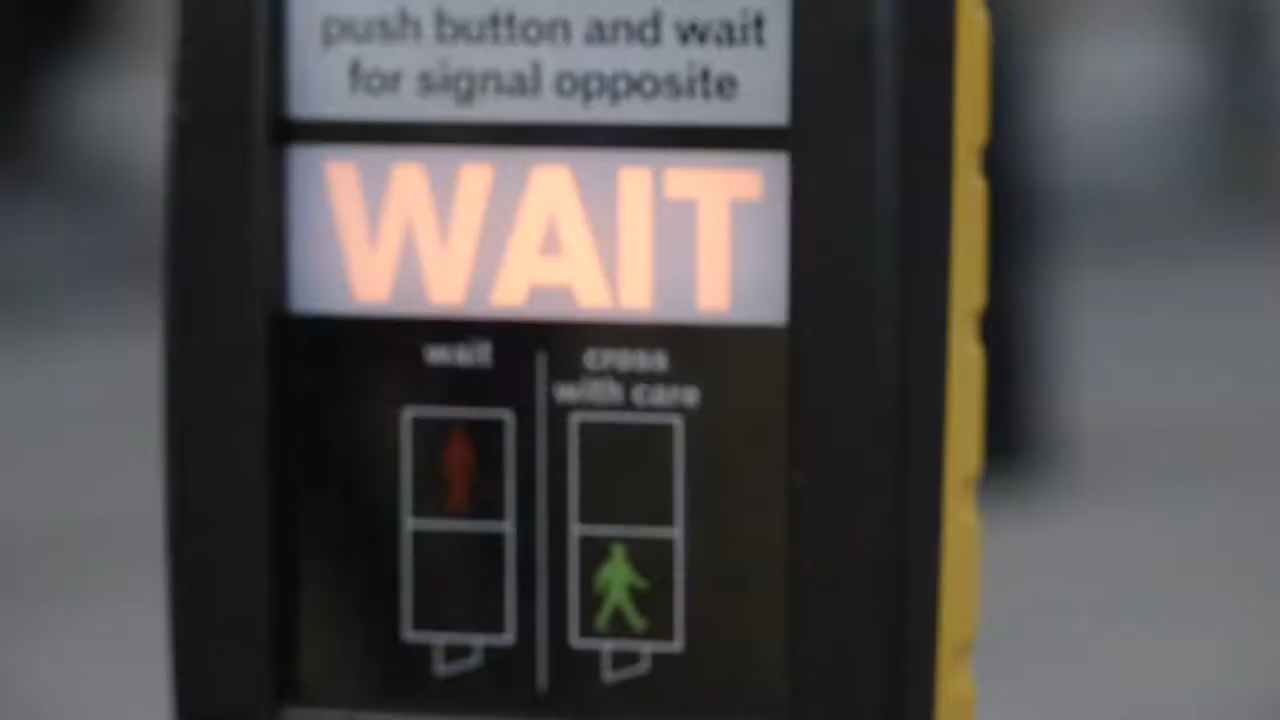 push button and wait
for signal opposite
WAIT
wait
cross
with care